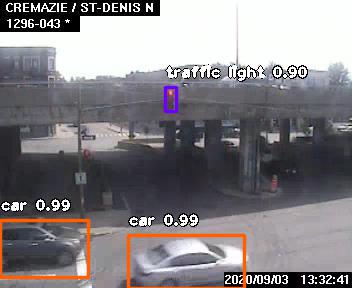 CREMAZIE / ST-DENIS N
1296-043 *
traffic light 0.90
car 0.99
car 0.99
2020/09/03 13:32:41